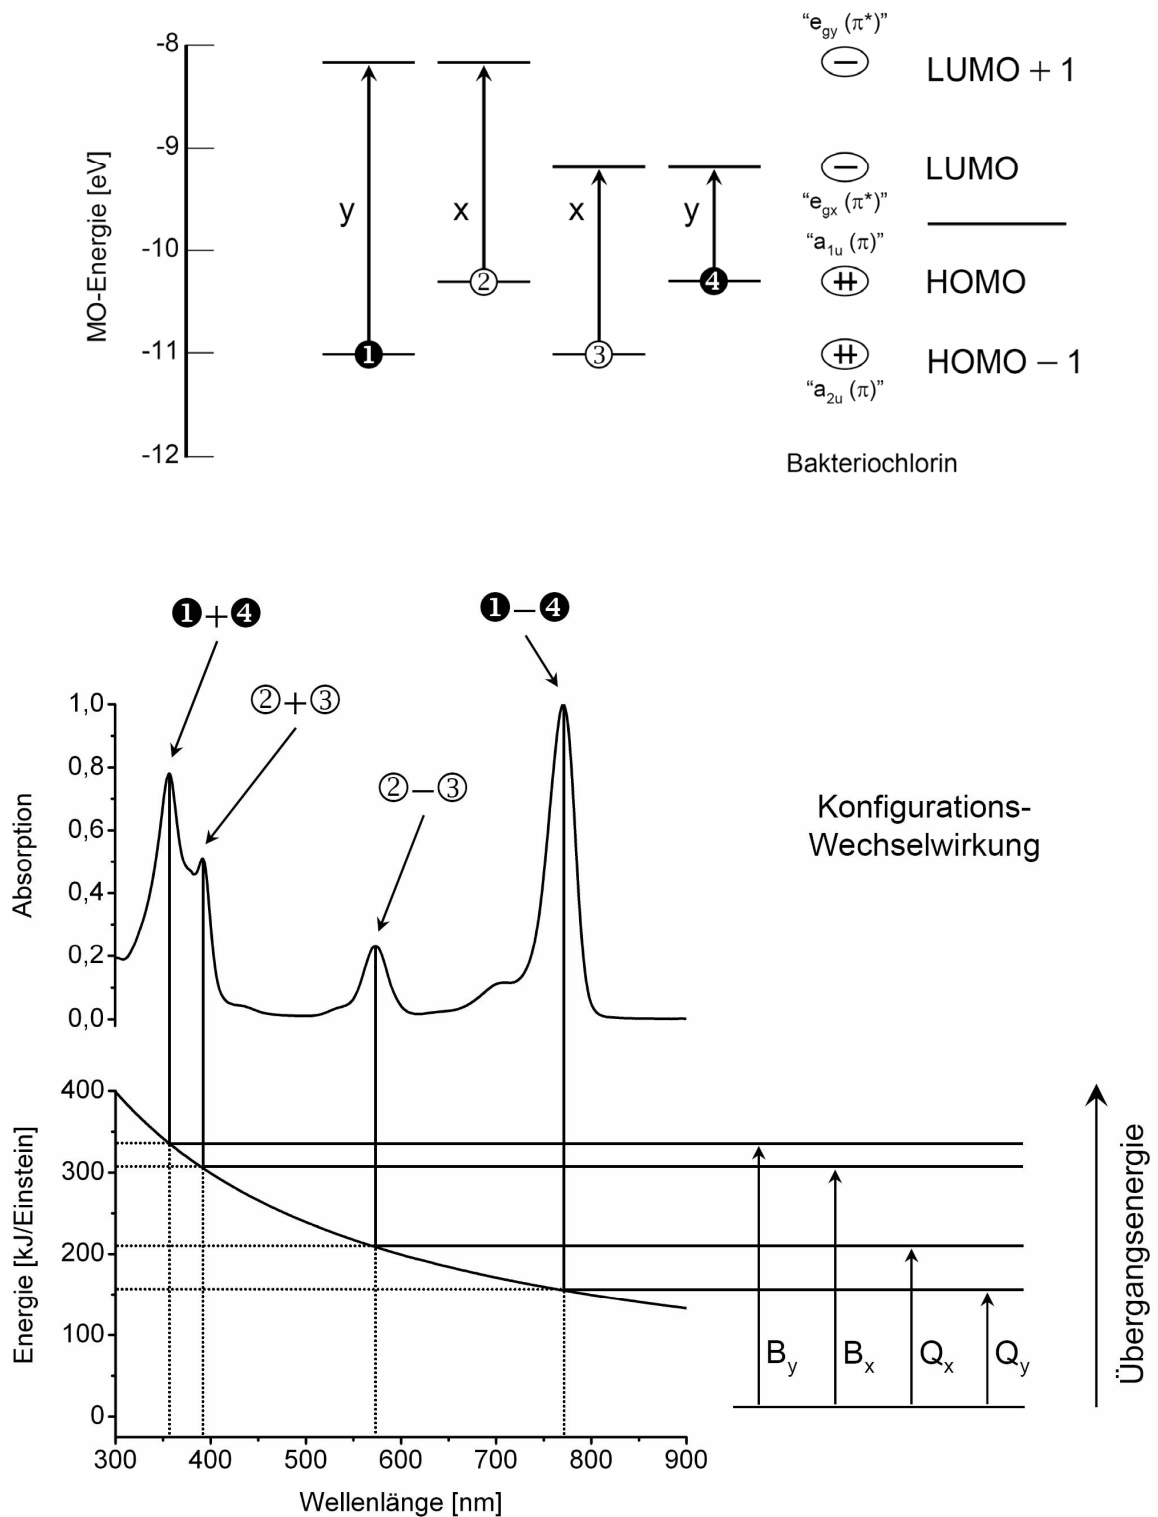 “e_gy (π*)”
-8
LUMO + 1
-9
LUMO
MO-Energie [eV]
y
x
x
y
“e_gx (π*)”
“a_1u (π)”
-10
②
❹
HOMO
-11
❶
③
HOMO – 1
“a_2u (π)”
-12
Bakteriochlorin
❶+❹
❶–❹
②+③
②–③
1,0
0,8
0,6
0,4
0,2
0,0
Absorption
Konfigurations-
Wechselwirkung
400
300
200
100
0
Energie [kJ/Einstein]
B_y
B_x
Q_x
Q_y
Übergangsenergie
300
400
500
600
700
800
900
Wellenlänge [nm]